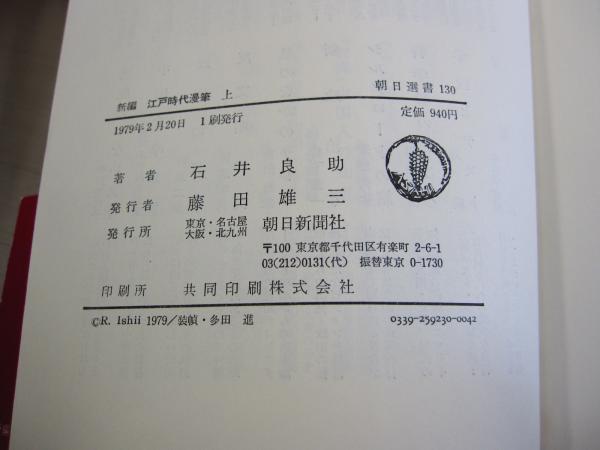 新編 江戸時代漫筆 上 朝日選書 130
1979年2月20日 1刷発行 定価 940円
著者 石井良助
発行者 藤田雄三
発行所 東京・名古屋 大阪・北九州 朝日新聞社
〒100 東京都千代田区有楽町 2-6-1
03(212)0131(代) 振替東京 0-1730
印刷所 共同印刷株式会社
©R. Ishii 1979/装幀・多田 進 0339-259230-0042